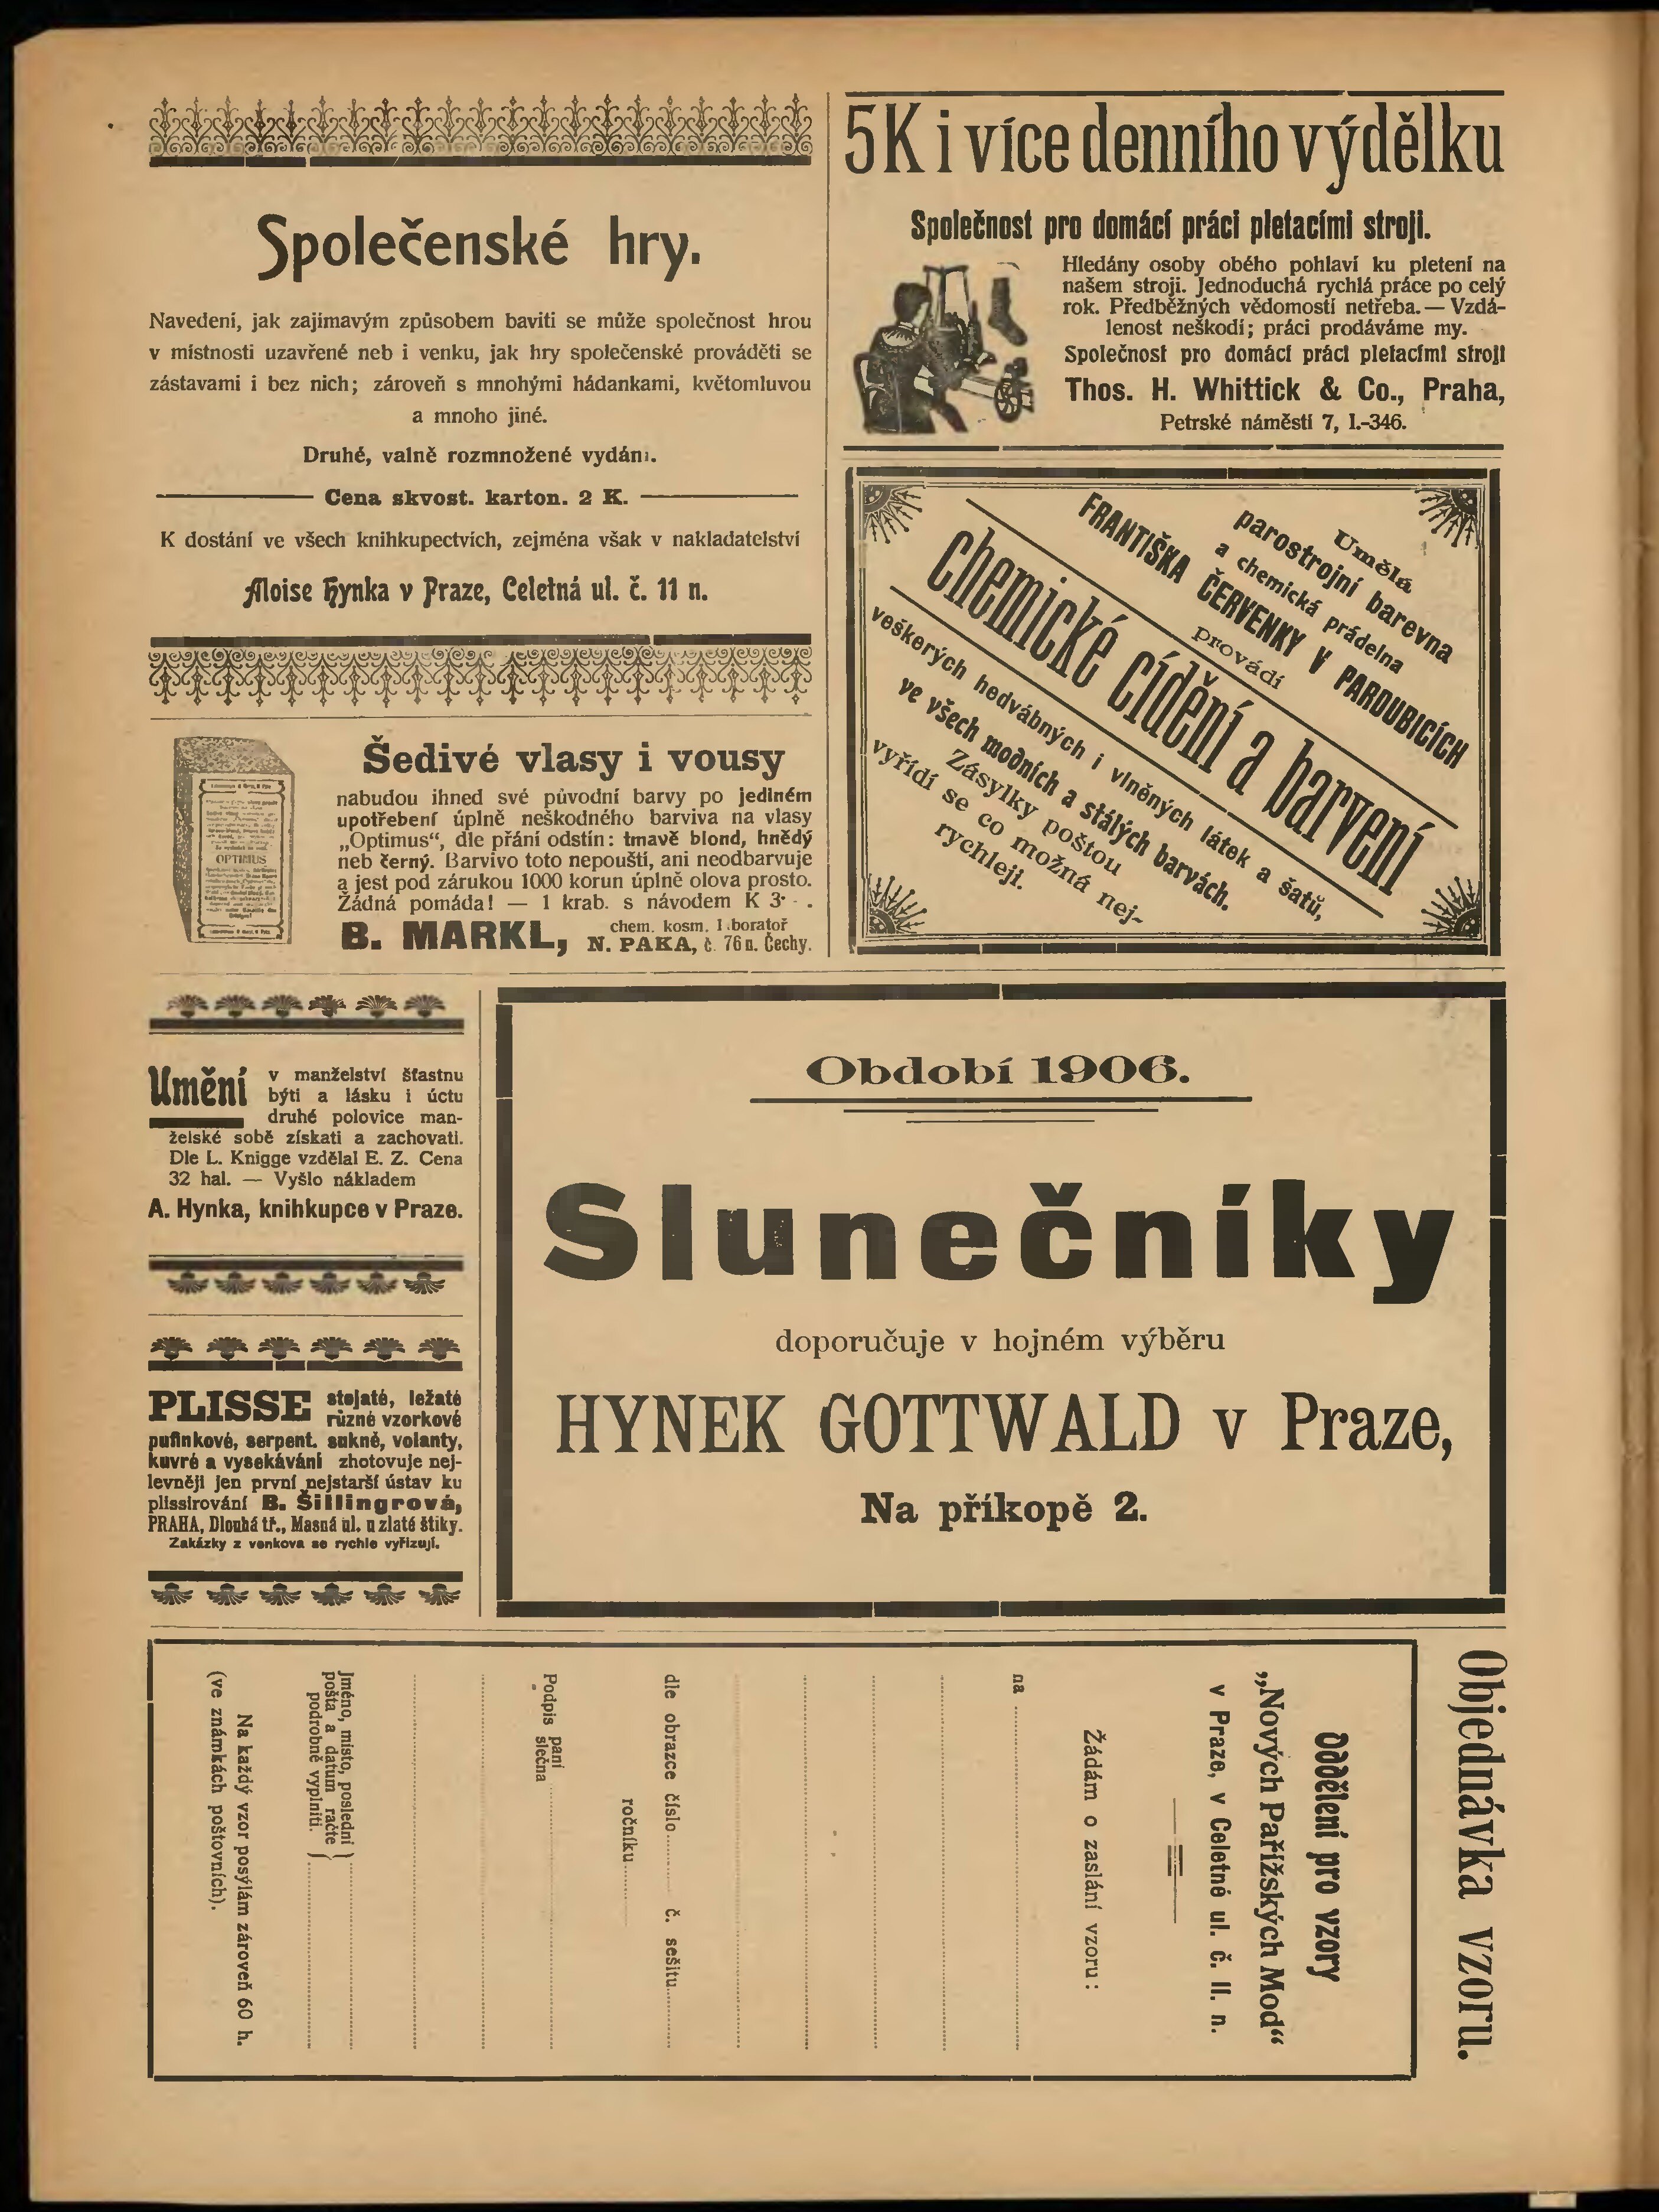 Společenské hry.
Navedení, jak zajímavým způsobem baviti se může společnost hrou
v místnosti uzavřené neb i venku, jak hry společenské prováděti se
zástavami i bez nich; zároveň s mnohými hádankami, květomluvou
a mnoho jiné.
Druhé, valně rozmnožené vydání.
Cena skvost. karton. 2 K.
K dostání ve všech knihkupectvích, zejména však v nakladatelství
Aloise Hynka v Praze, Celetná ul. č. 11 n.
Šedivé vlasy i vousy
nabudou ihned své původní barvy po jediném
upotřebení úplně neškodného barviva na vlasy
„Optimus“, dle přání odstín: tmavě blond, hnědý
neb černý. Barvivo toto nepouští, ani neodbarvuje
a jest pod zárukou 1000 korun úplně olova prosto.
Žádná pomáda! — 1 krab. s návodem K 3·-.
B. MARKL, chem. kosm. laboratoř
N. PAKA, č. 76 n. Čechy.
OPTIMUS
5 K i více denního výdělku
Společnost pro domácí práci pletacími stroji.
Hledány osoby obého pohlaví ku pletení na
našem stroji. Jednoduchá rychlá práce po celý
rok. Předběžných vědomostí netřeba. — Vzdá-
lenost neškodí; práci prodáváme my.
Společnost pro domácí práci pletacími stroji
Thos. H. Whittick & Co., Praha,
Petrské náměstí 7, I.-346.
Umělá
parostrojní barevna
a chemická prádelna
FRANTIŠKA ČERVENKY V PARDUBICÍCH
provádí
chemické cídění a barvení
veškerých hedvábných i vlněných látek a šatů,
ve všech modních a stálých barvách.
Zásylky poštou
vyřídí se co možná nej-
rychleji.
Umění v manželství šťastnu
býti a lásku i úctu
druhé polovice man-
želské sobě získati a zachovati.
Dle L. Knigge vzdělal E. Z. Cena
32 hal. — Vyšlo nákladem
A. Hynka, knihkupce v Praze.
PLISSE stojaté, ležaté
různé vzorkové
pufinkové, serpent. sukně, volanty,
kuvré a vysekávání zhotovuje nej-
levněji jen první nejstarší ústav ku
plissirování B. Šillingrová,
PRAHA, Dlouhá tř., Masná ul. u zlaté štiky.
Zakázky z venkova se rychle vyřizují.
Období 1906.
Slunečníky
doporučuje v hojném výběru
HYNEK GOTTWALD v Praze,
Na příkopě 2.
Objednávka vzoru.
Oddělení pro vzory
„Nových Pařížských Mod“
v Praze, v Celetné ul. č. 11. n.
Žádám o zaslání vzoru:
na
dle obrazce číslo č. sešitu
ročníku
Podpis paní
slečna
Jméno, místo, poslední
pošta a datum račte
podrobně vyplniti.
Na každý vzor posýlám zároveň 60 h.
(ve známkách poštovních).